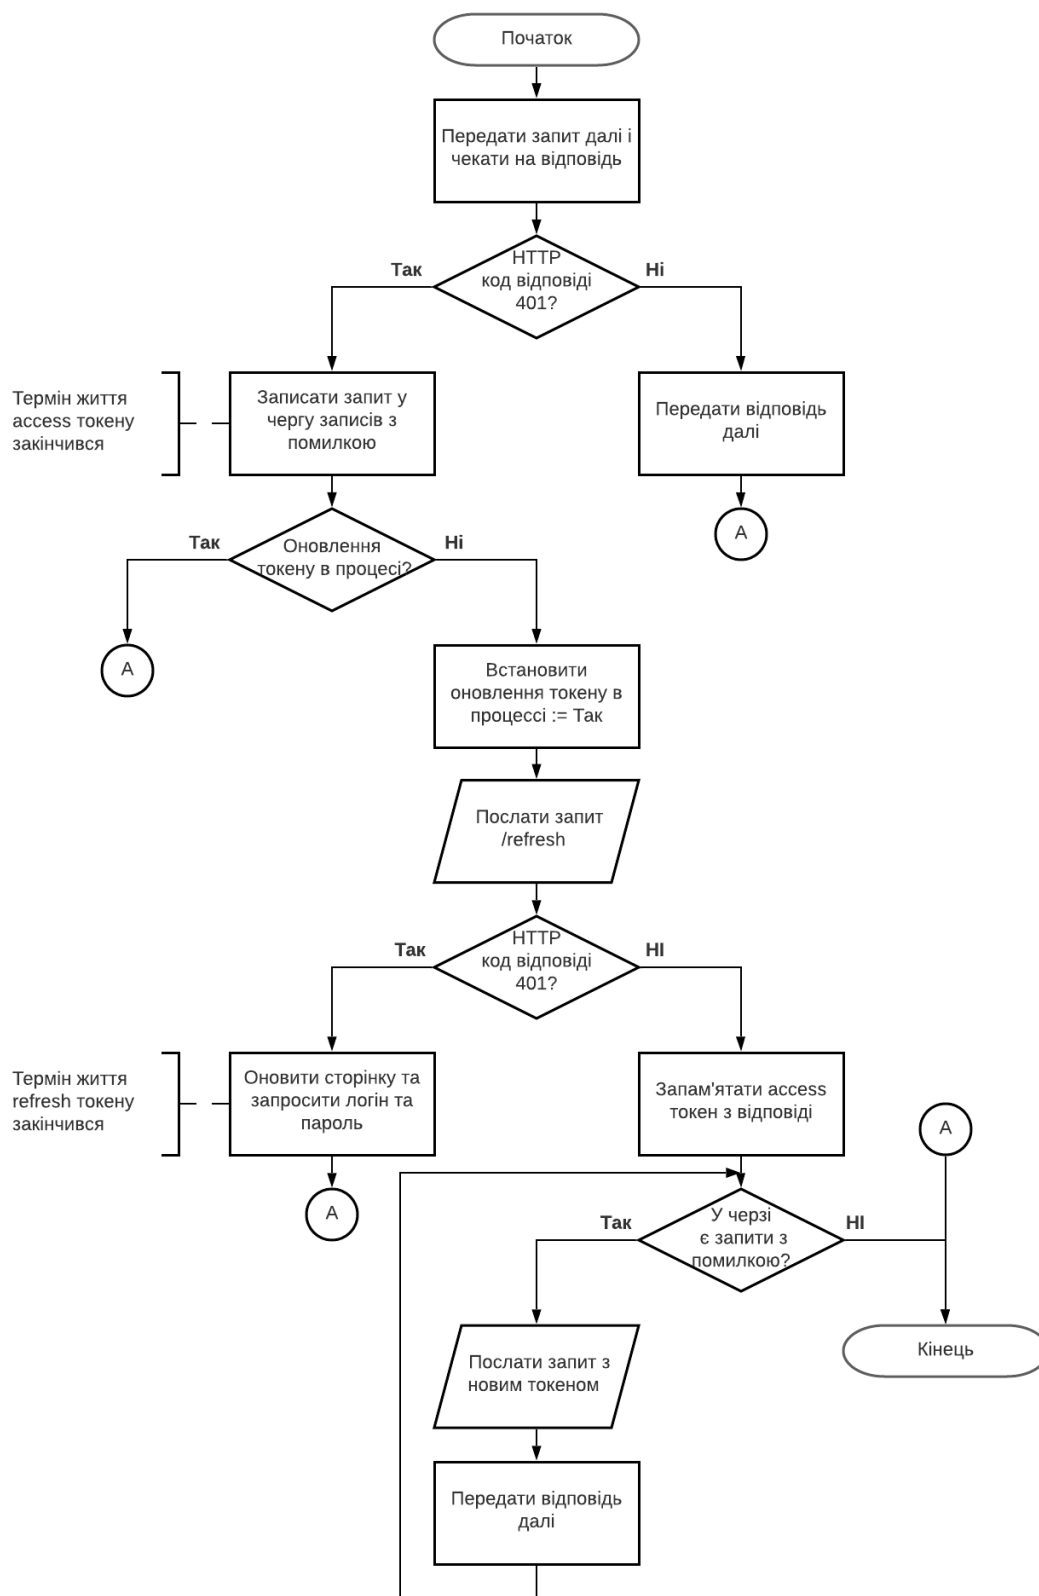 Початок
Передати запит далі і
чекати на відповідь
HTTP
код відповіді
401?
Так
Ні
Термін життя
access токену
закінчився
Записати запит у
чергу записів з
помилкою
Передати відповідь
далі
A
Так
Оновлення
токену в процесі?
Ні
A
Встановити
оновлення токену в
процессі := Так
Послати запит
/refresh
HTTP
код відповіді
401?
Так
НІ
Термін життя
refresh токену
закінчився
Оновити сторінку та
запросити логін та
пароль
Запам'ятати access
токен з відповіді
A
A
Так
У черзі
є запити з
помилкою?
НІ
Послати запит з
новим токеном
Кінець
Передати відповідь
далі